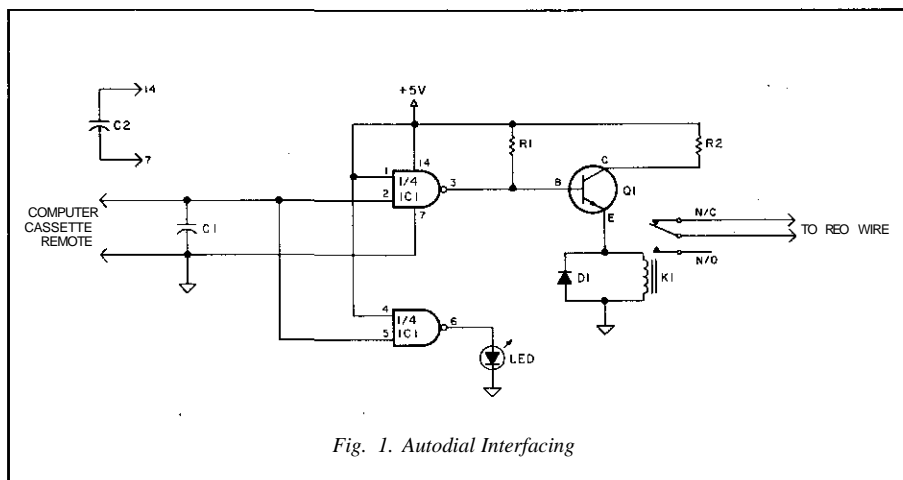 14
C2
7
+5V
R1
R2
14
1
1/4
IC1
2
3
7
B
C
Q1
E
N/C
COMPUTER
CASSETTE
REMOTE
C1
TO REO WIRE
N/O
D1
K1
4
1/4
IC1
5
6
LED
Fig. 1. Autodial Interfacing